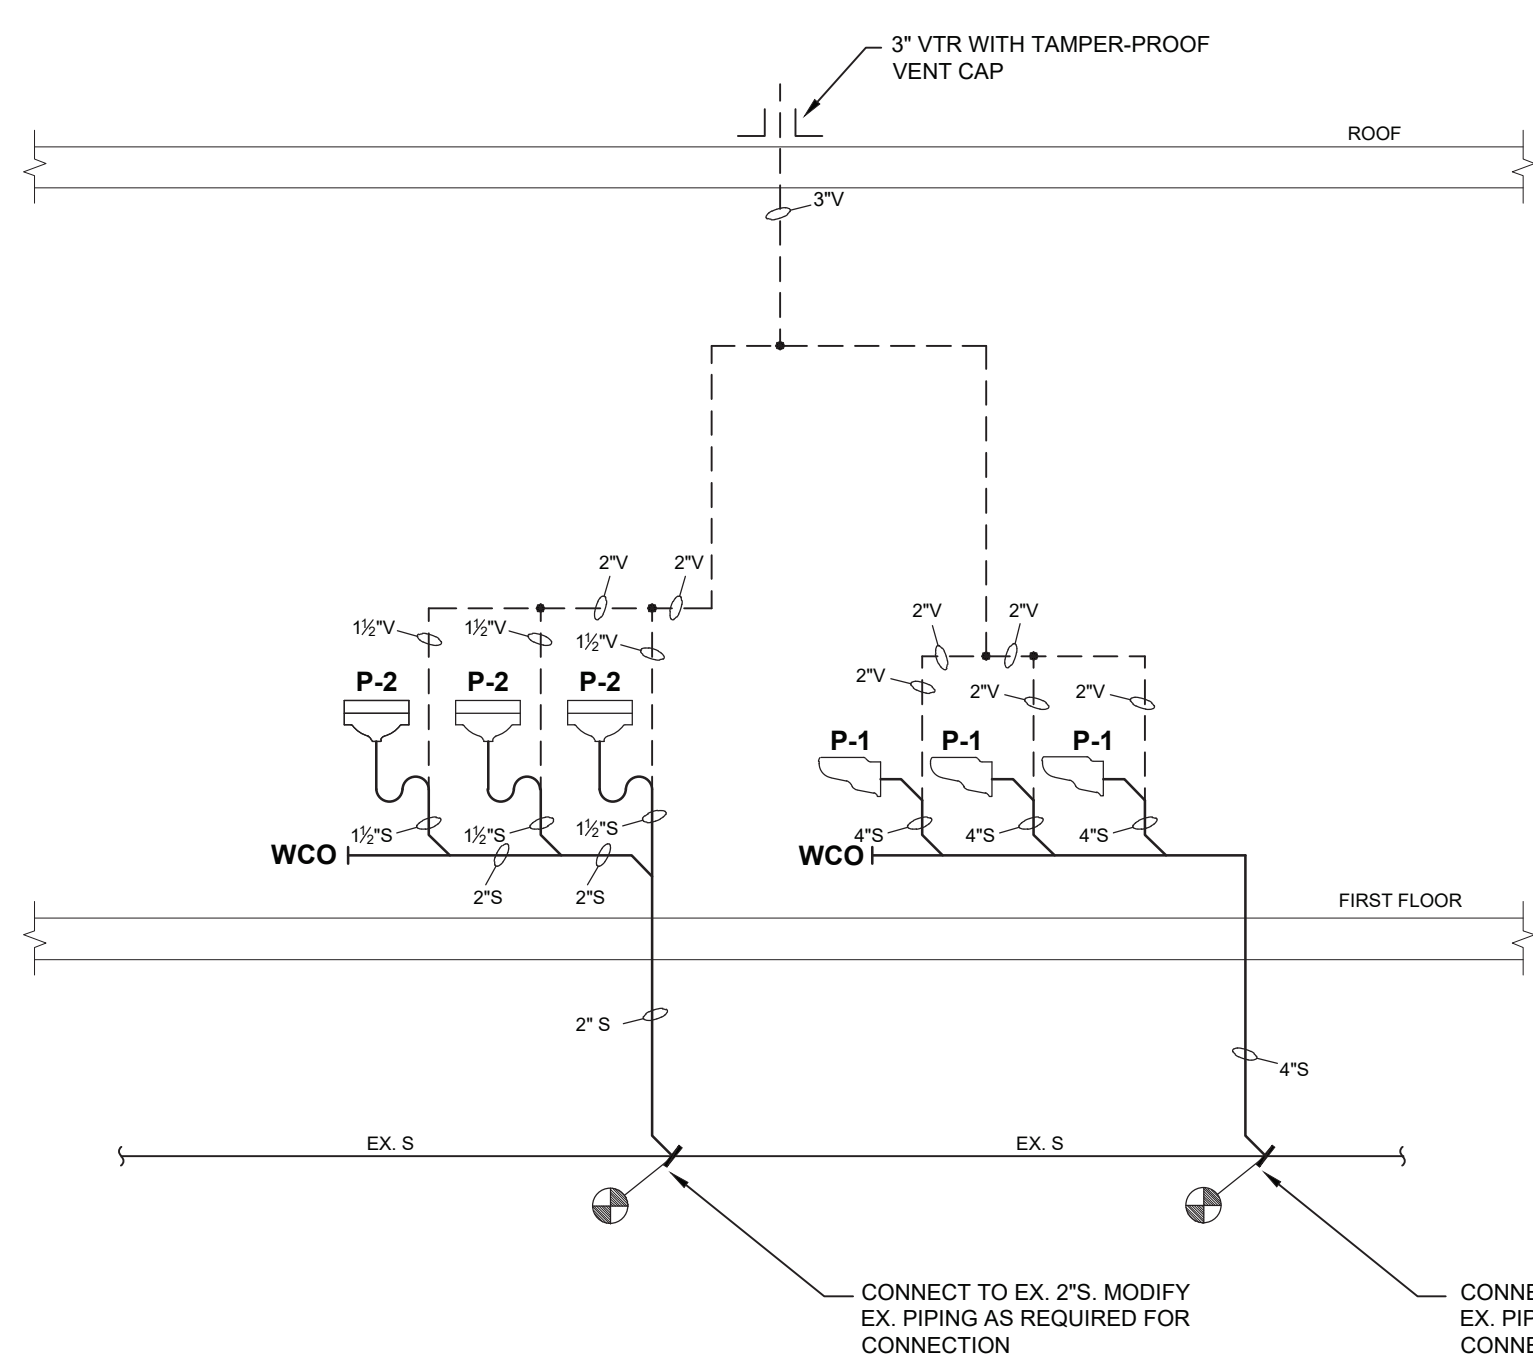 3" VTR WITH TAMPER-PROOF
VENT CAP
ROOF
3"V
2"V
2"V
1½"V
1½"V
1½"V
2"V
2"V
2"V
2"V
2"V
P-2
P-2
P-2
P-1
P-1
P-1
1½"S
1½"S
1½"S
4"S
4"S
4"S
WCO
WCO
2"S
2"S
FIRST FLOOR
2" S
4"S
EX. S
EX. S
CONNECT TO EX. 2"S. MODIFY
EX. PIPING AS REQUIRED FOR
CONNECTION
EX.